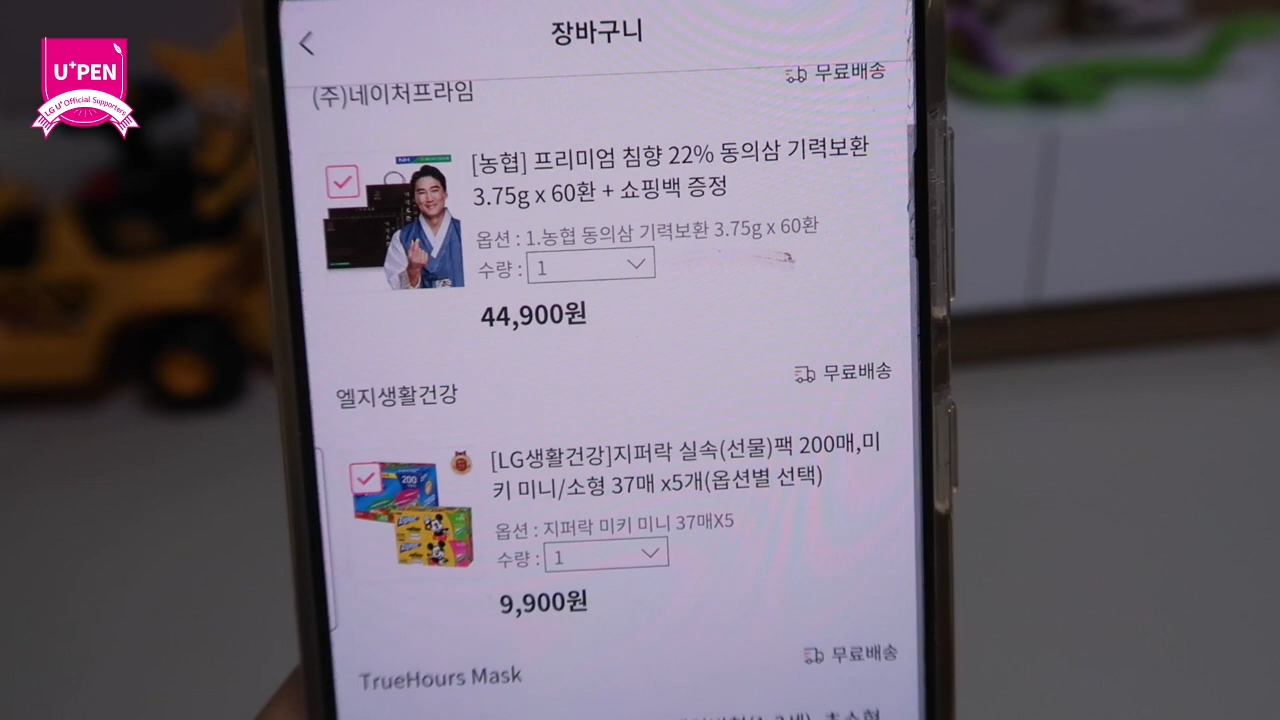 U+PEN
LG U+ Official Supporters
장바구니
무료배송
(주)네이처프라임
[농협] 프리미엄 침향 22% 동의삼 기력보환
3.75g x 60환 + 쇼핑백 증정
옵션 : 1.농협 동의삼 기력보환 3.75g x 60환
수량 : 1
44,900원
무료배송
엘지생활건강
200
[LG생활건강]지퍼락 실속(선물)팩 200매,미
키 미니/소형 37매 x5개(옵션별 선택)
옵션 : 지퍼락 미키 미니 37매X5
수량 : 1
9,900원
무료배송
TrueHours Mask